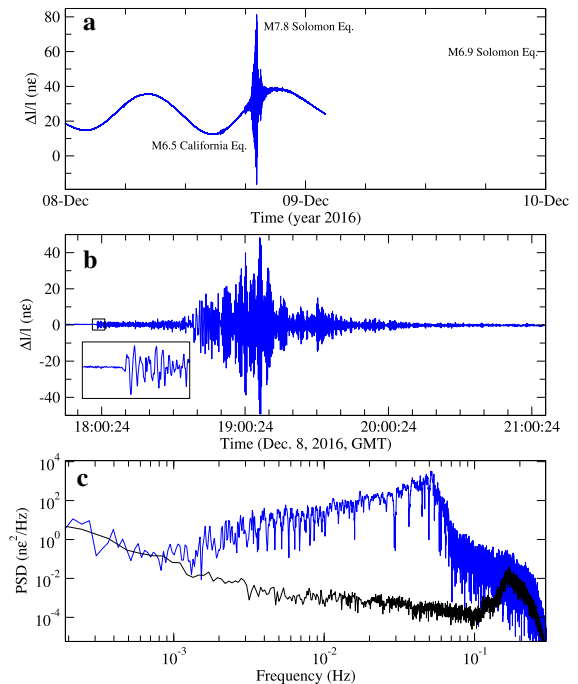 a
M7.8 Solomon Eq.
M6.9 Solomon Eq.
M6.5 California Eq.
Δl/l (nε)
80
60
40
20
0
08-Dec
09-Dec
10-Dec
Time (year 2016)
b
Δl/l (nε)
40
20
0
-20
-40
18:00:24
19:00:24
20:00:24
21:00:24
Time (Dec. 8, 2016, GMT)
c
PSD (nε²/Hz)
10⁴
10²
10⁰
10⁻²
10⁻⁴
10⁻³
10⁻²
10⁻¹
Frequency (Hz)